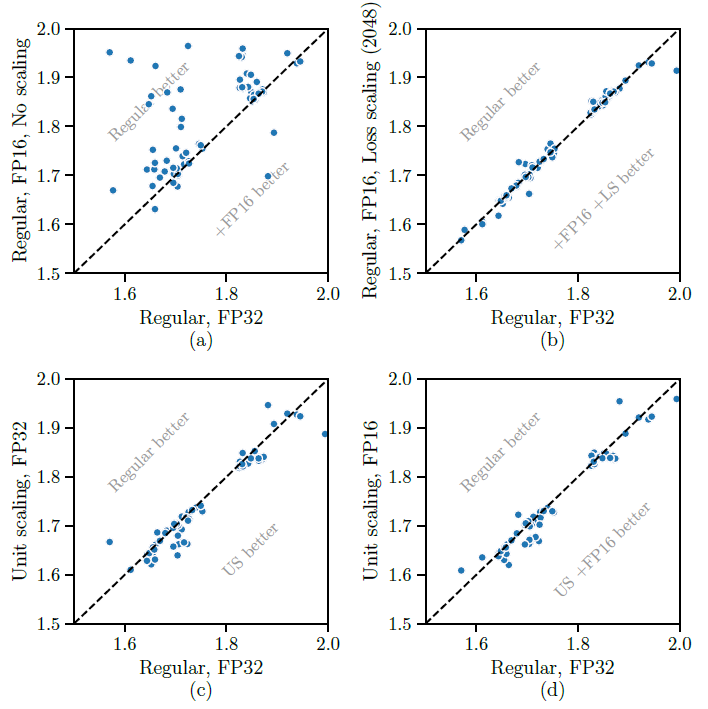 2.0
1.9
1.8
1.7
1.6
1.5
1.6
1.8
2.0
Regular, FP16, No scaling
Regular better
+FP16 better
Regular, FP32
(a)
2.0
1.9
1.8
1.7
1.6
1.5
1.6
1.8
2.0
Regular, FP16, Loss scaling (2048)
Regular better
+FP16 +LS better
Regular, FP32
(b)
2.0
1.9
1.8
1.7
1.6
1.5
1.6
1.8
2.0
Unit scaling, FP32
Regular better
US better
Regular, FP32
(c)
2.0
1.9
1.8
1.7
1.6
1.5
1.6
1.8
2.0
Unit scaling, FP16
Regular better
US +FP16 better
Regular, FP32
(d)